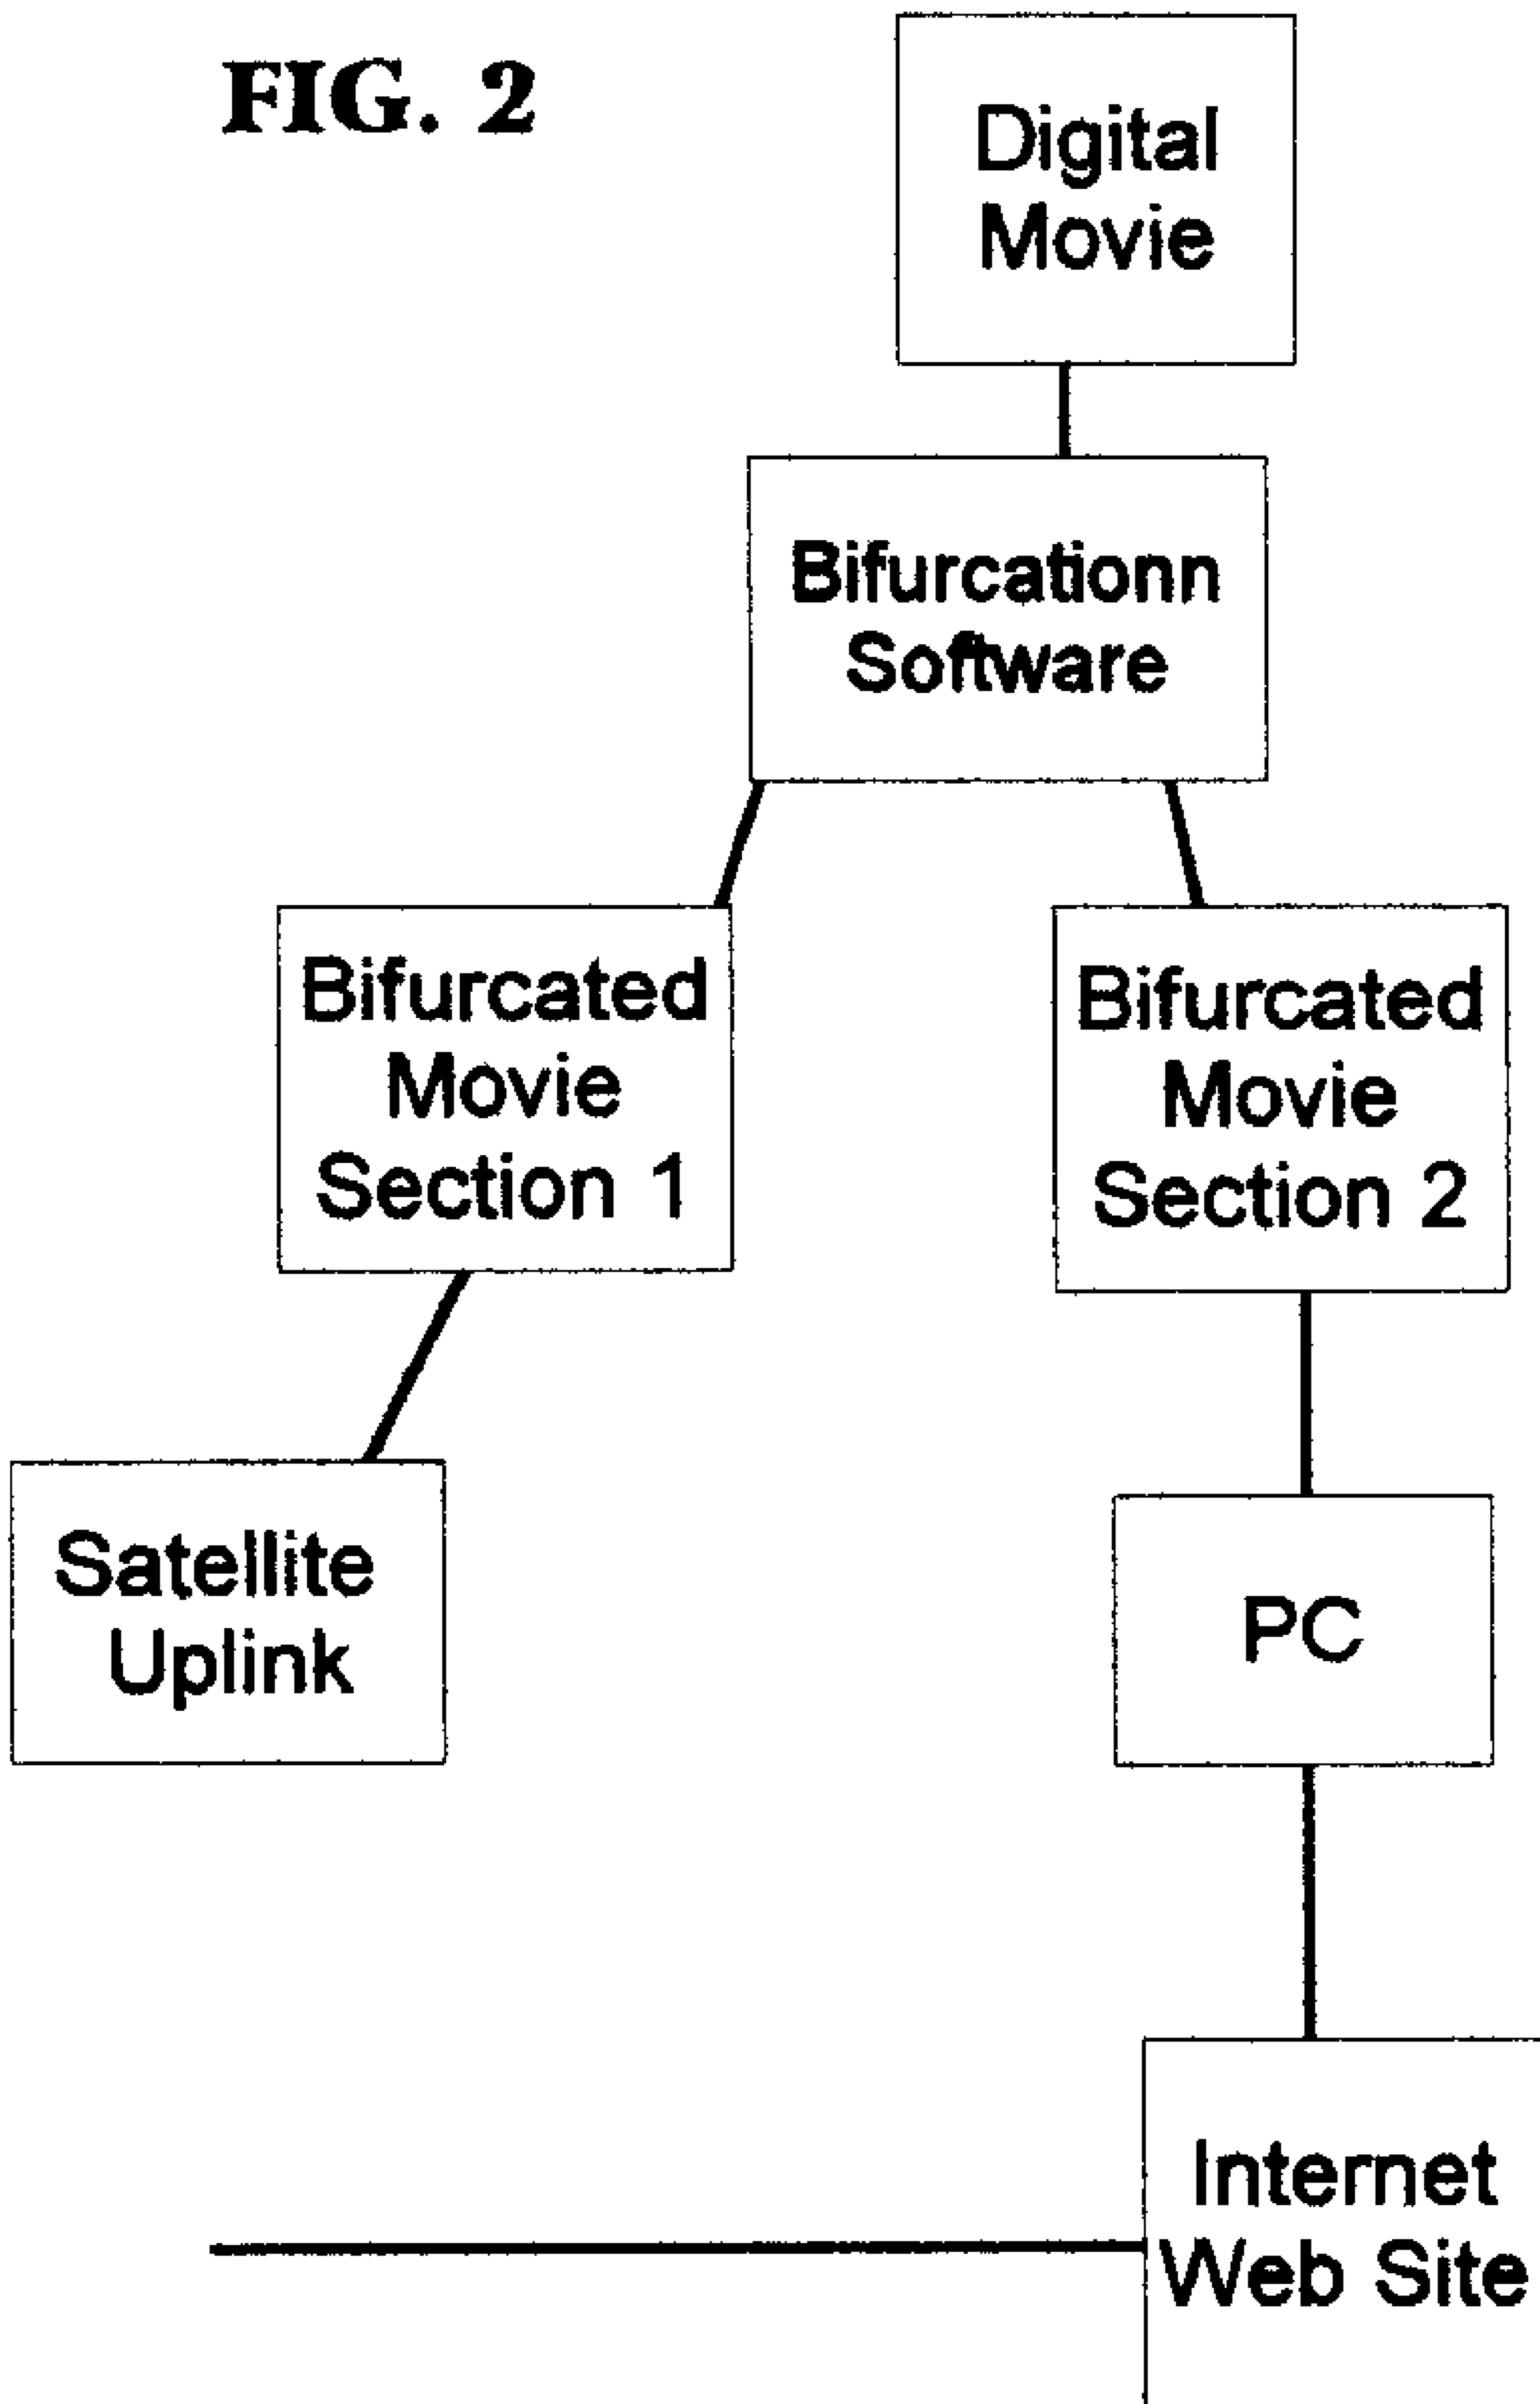 FIG. 2
Digital
Movie
Bifurcationn
Software
Bifurcated
Movie
Section 1
Bifurcated
Movie
Section 2
Satellite
Uplink
PC
Internet
Web Site